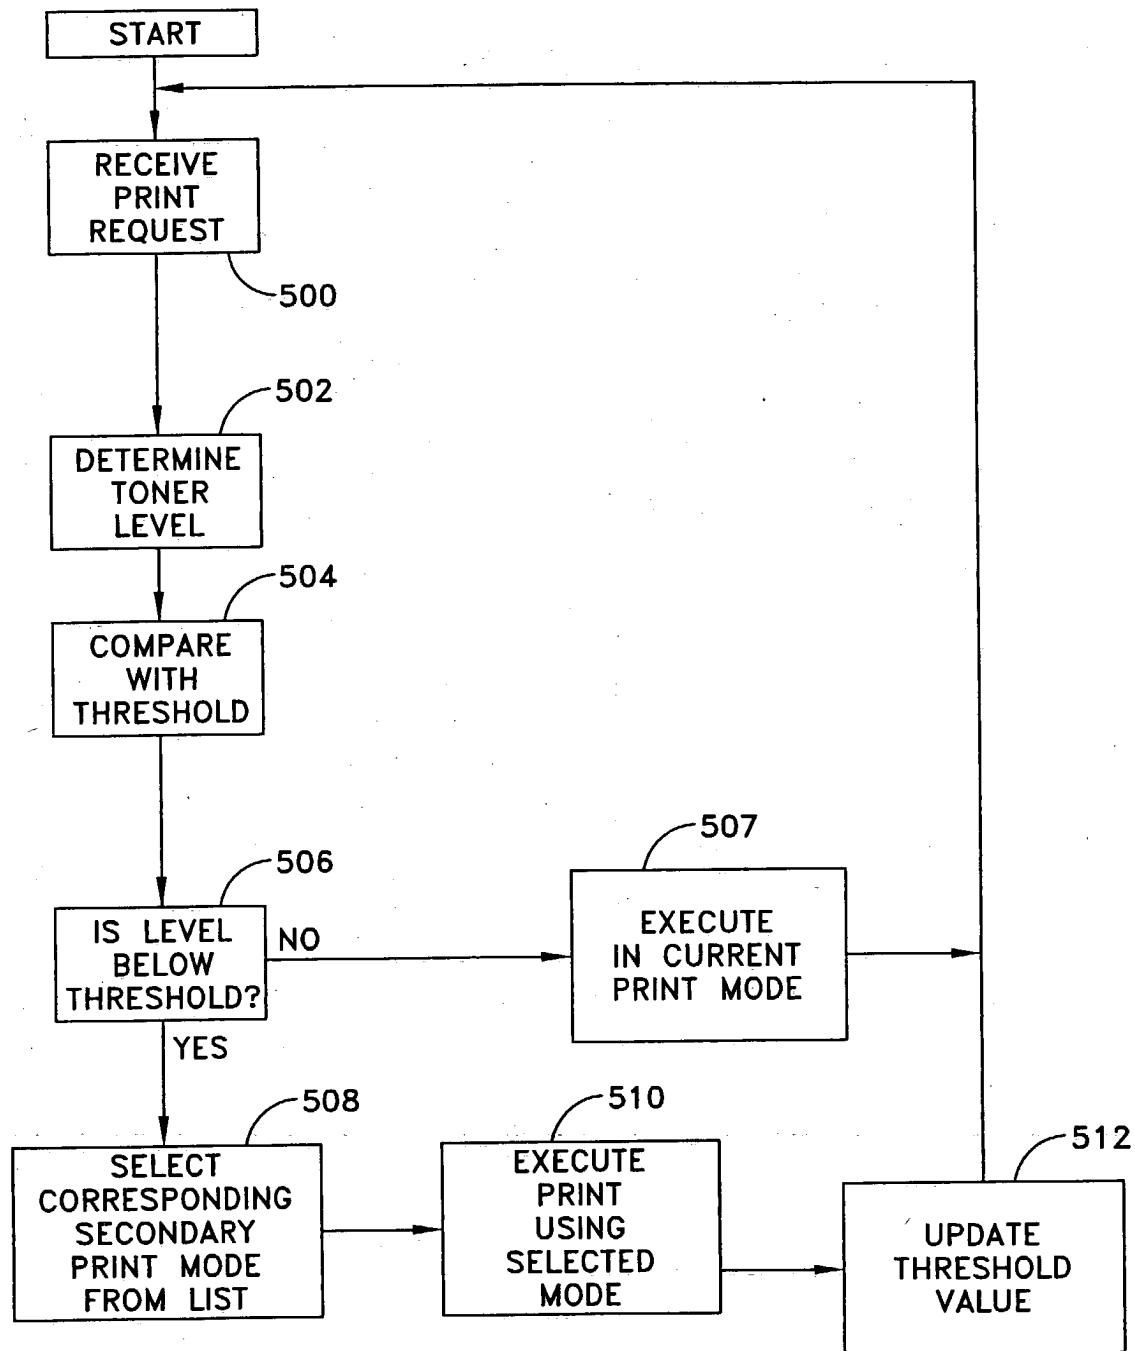 START
RECEIVE
PRINT
REQUEST
500
502
DETERMINE
TONER
LEVEL
504
COMPARE
WITH
THRESHOLD
506
IS LEVEL
BELOW
THRESHOLD?
NO
507
EXECUTE
IN CURRENT
PRINT MODE
YES
508
SELECT
CORRESPONDING
SECONDARY
PRINT MODE
FROM LIST
510
EXECUTE
PRINT
USING
SELECTED
MODE
512
UPDATE
THRESHOLD
VALUE